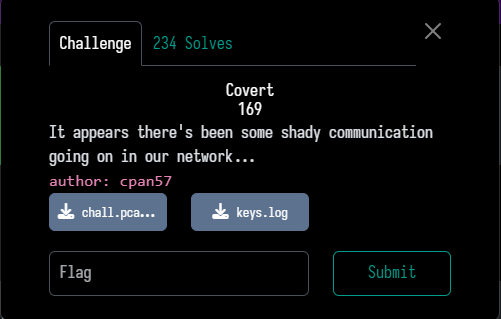 Challenge 234 Solves
Covert
169
It appears there's been some shady communication
going on in our network...
author: cpan57
chall.pca... keys.log
Flag Submit